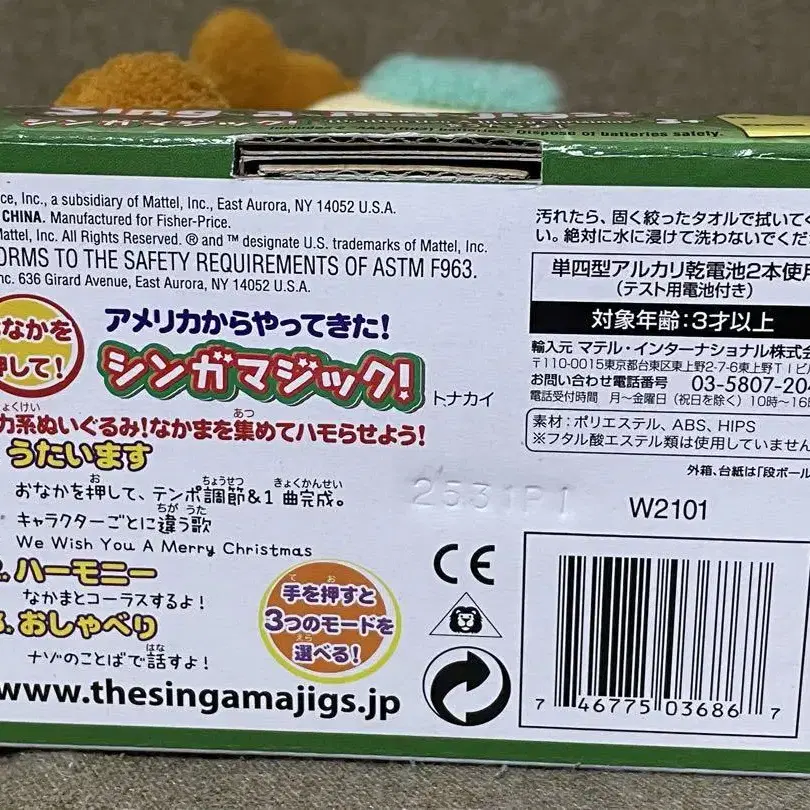 Dispose of batteries safely.
ce, Inc., a subsidiary of Mattel, Inc., East Aurora, NY 14052 U.S.A.
CHINA. Manufactured for Fisher-Price.
Mattel, Inc. All Rights Reserved. ® and ™ designate U.S. trademarks of Mattel, Inc.
ORMS TO THE SAFETY REQUIREMENTS OF ASTM F963.
nc. 636 Girard Avenue, East Aurora, NY 14052 U.S.A.
なかを
押して!
アメリカからやってきた!
シンガマジック!
トナカイ
カ系ぬいぐるみ!なかまを集めてハモらせよう!
うたいます
おなかを押して、テンポ調節&1曲完成。
キャラクターごとに違う歌
We Wish You A Merry Christmas
ハーモニー
なかまとコーラスするよ!
3. おしゃべり
ナゾのことばで話すよ!
手を押すと
3つのモードを
選べる!
www.thesingamajigs.jp
汚れたら、固く絞ったタオルで拭いてく
い。絶対に水に浸けて洗わないでくだ
単四型アルカリ乾電池2本使用
(テスト用電池付き)
対象年齢:3才以上
輸入元 マテル・インターナショナル株式
〒110-0015東京都台東区東上野2-7-6東上野TIビル
お問い合わせ電話番号 03-5807-20
電話受付時間 月〜金曜日(祝日を除く)10時〜16
素材:ポリエステル、ABS、HIPS
※フタル酸エステル類は使用していません
外箱、台紙は「段ボール
2531P1
W2101
CE
7 46775 03686 7